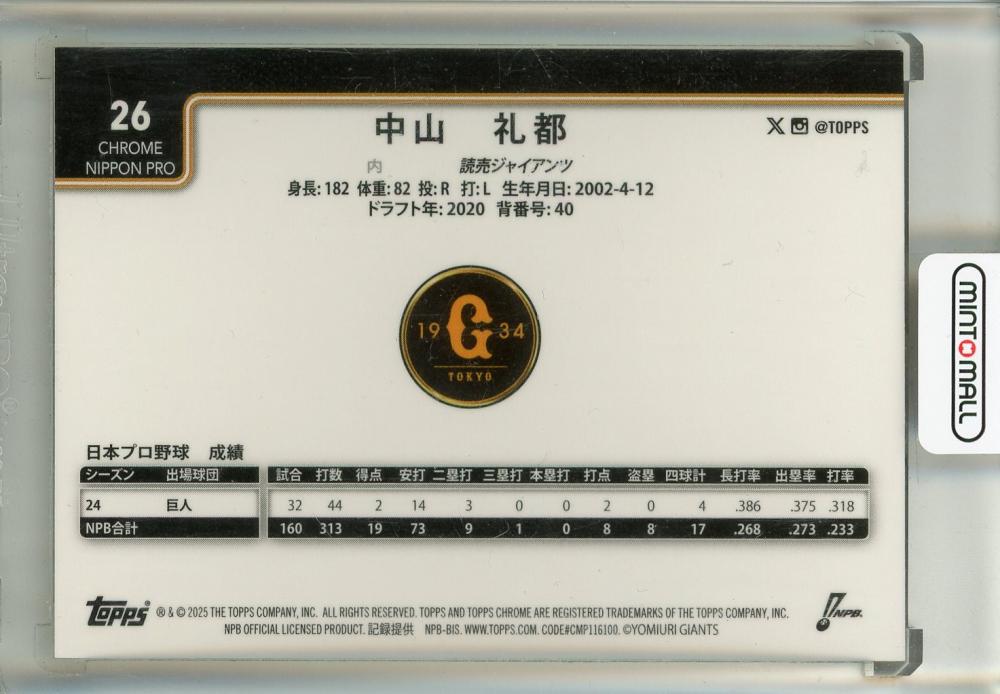 26
CHROME
NIPPON PRO
中山 礼都
@TOPPS
内 読売ジャイアンツ
身長: 182 体重: 82 投: R 打: L 生年月日: 2002-4-12
ドラフト年: 2020 背番号: 40
19 G 34
TOKYO
MINTMALL
日本プロ野球 成績
シーズン 出場球団 試合 打数 得点 安打 二塁打 三塁打 本塁打 打点 盗塁 四球計 長打率 出塁率 打率
24 巨人 32 44 2 14 3 0 0 2 0 4 .386 .375 .318
NPB合計 160 313 19 73 9 1 0 8 8 17 .268 .273 .233
Topps ® & © 2025 THE TOPPS COMPANY, INC. ALL RIGHTS RESERVED. TOPPS AND TOPPS CHROME ARE REGISTERED TRADEMARKS OF THE TOPPS COMPANY, INC.
NPB OFFICIAL LICENSED PRODUCT. 記録提供 NPB-BIS. WWW.TOPPS.COM. CODE#CMP116100. ©YOMIURI GIANTS
NPB.